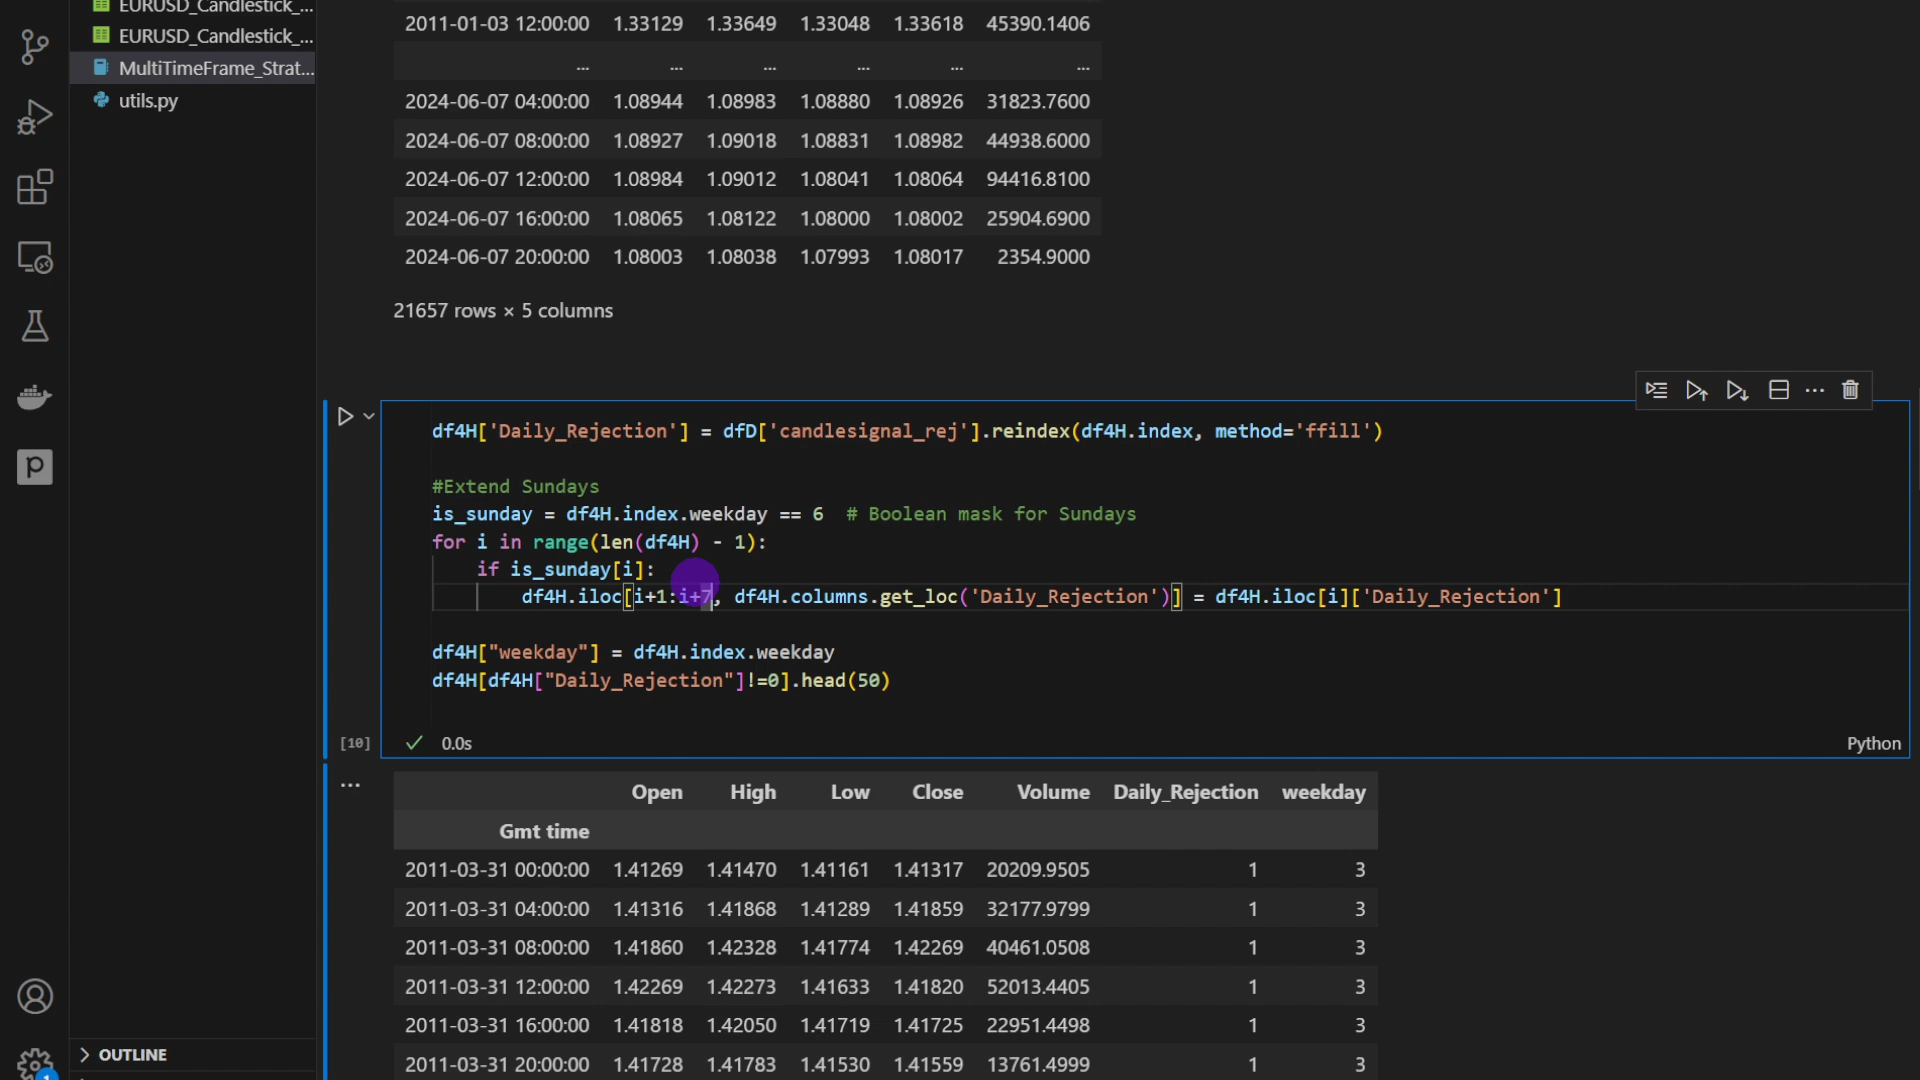 EURUSD_Candlestick_...
EURUSD_Candlestick_...
MultiTimeFrame_Strat...
utils.py
2011-01-03 12:00:00 1.33129 1.33649 1.33048 1.33618 45390.1406
... ... ... ... ... ...
2024-06-07 04:00:00 1.08944 1.08983 1.08880 1.08926 31823.7600
2024-06-07 08:00:00 1.08927 1.09018 1.08831 1.08982 44938.6000
2024-06-07 12:00:00 1.08984 1.09012 1.08041 1.08064 94416.8100
2024-06-07 16:00:00 1.08065 1.08122 1.08000 1.08002 25904.6900
2024-06-07 20:00:00 1.08003 1.08038 1.07993 1.08017 2354.9000
21657 rows × 5 columns
df4H['Daily_Rejection'] = dfD['candlesignal_rej'].reindex(df4H.index, method='ffill')
#Extend Sundays
is_sunday = df4H.index.weekday == 6 # Boolean mask for Sundays
for i in range(len(df4H) - 1):
if is_sunday[i]:
df4H.iloc[i+1:i+7, df4H.columns.get_loc('Daily_Rejection')] = df4H.iloc[i]['Daily_Rejection']
df4H["weekday"] = df4H.index.weekday
df4H[df4H["Daily_Rejection"]!=0].head(50)
[10] 0.0s Python
...
Open High Low Close Volume Daily_Rejection weekday
Gmt time
2011-03-31 00:00:00 1.41269 1.41470 1.41161 1.41317 20209.9505 1 3
2011-03-31 04:00:00 1.41316 1.41868 1.41289 1.41859 32177.9799 1 3
2011-03-31 08:00:00 1.41860 1.42328 1.41774 1.42269 40461.0508 1 3
2011-03-31 12:00:00 1.42269 1.42273 1.41633 1.41820 52013.4405 1 3
2011-03-31 16:00:00 1.41818 1.42050 1.41719 1.41725 22951.4498 1 3
2011-03-31 20:00:00 1.41728 1.41783 1.41530 1.41559 13761.4999 1 3
OUTLINE
1